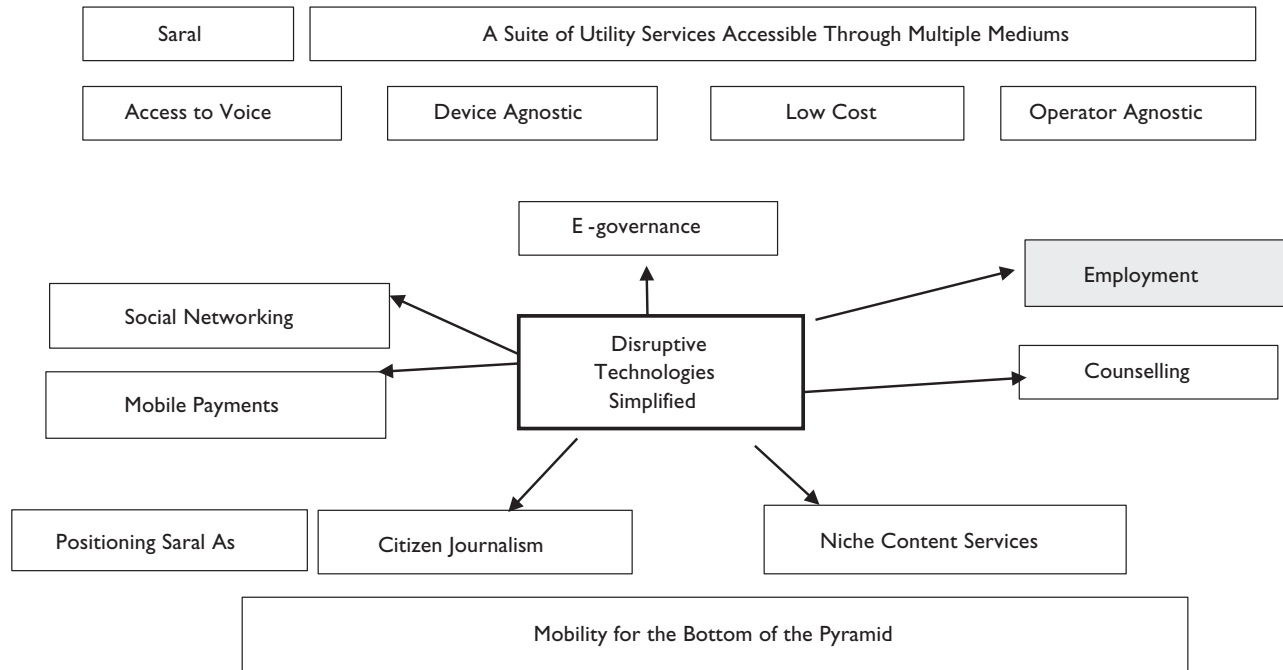 Saral
A Suite of Utility Services Accessible Through Multiple Mediums
Access to Voice
Device Agnostic
Low Cost
Operator Agnostic
E -governance
Employment
Social Networking
Disruptive
Technologies
Simplified
Counselling
Mobile Payments
Positioning Saral As
Citizen Journalism
Niche Content Services
Mobility for the Bottom of the Pyramid